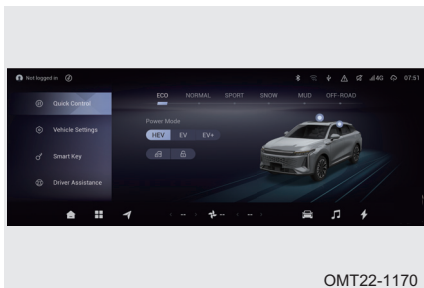 Not logged in 4G 07:51
ECO NORMAL SPORT SNOW MUD OFF-ROAD
Quick Control
Power Mode
HEV EV EV+
Vehicle Settings
Smart Key
Driver Assistance
-- --
OMT22-1170